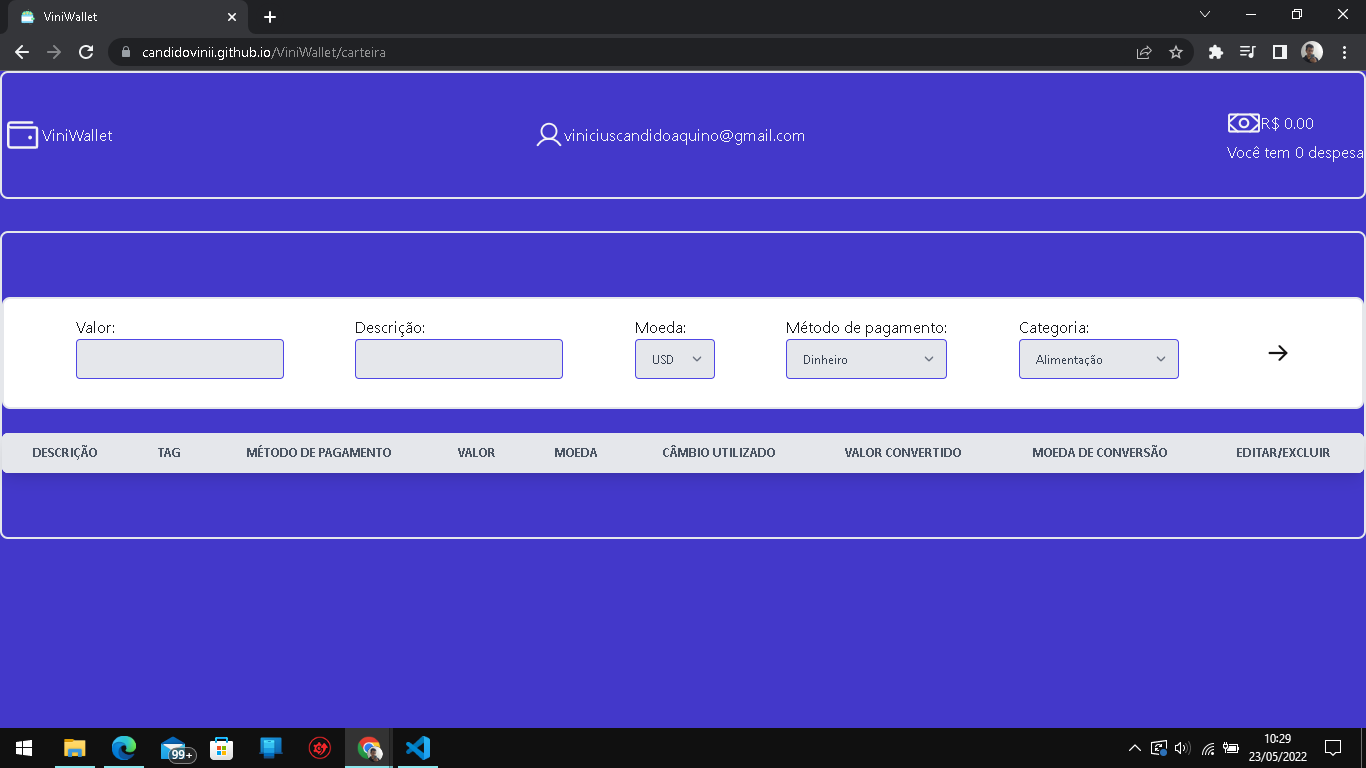 ViniWallet
candidovinii.github.io/ViniWallet/carteira
ViniWallet
viniciuscandidoaquino@gmail.com
R$ 0.00
Você tem 0 despesa
Valor:
Descrição:
Moeda:
Método de pagamento:
Categoria:
USD
Dinheiro
Alimentação
DESCRIÇÃO TAG MÉTODO DE PAGAMENTO VALOR MOEDA CÂMBIO UTILIZADO VALOR CONVERTIDO MOEDA DE CONVERSÃO EDITAR/EXCLUIR
99+
10:29
23/05/2022